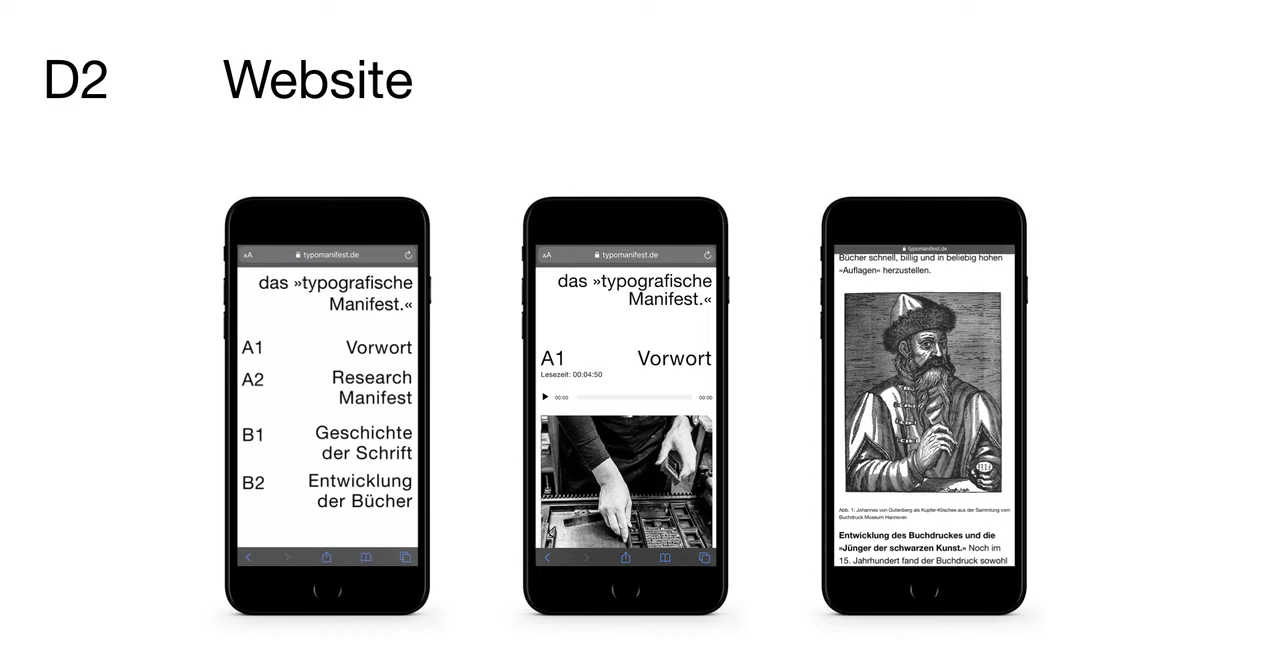 D2 Website
AA typomanifest.de
das »typografische
Manifest.«
A1 Vorwort
A2 Research
Manifest
B1 Geschichte
der Schrift
B2 Entwicklung
der Bücher
AA typomanifest.de
das »typografische
Manifest.«
A1 Vorwort
Lesezeit: 00:04:50
00:00 00:00
typomanifest.de
Bücher schnell, billig und in beliebig hohen
»Auflagen« herzustellen.
Abb. 1: Johannes von Gutenberg als Kupfer-Klischee aus der Sammlung vom
Buchdruck Museum Hannover.
Entwicklung des Buchdruckes und die
»Jünger der schwarzen Kunst.« Noch im
15. Jahrhundert fand der Buchdruck sowohl